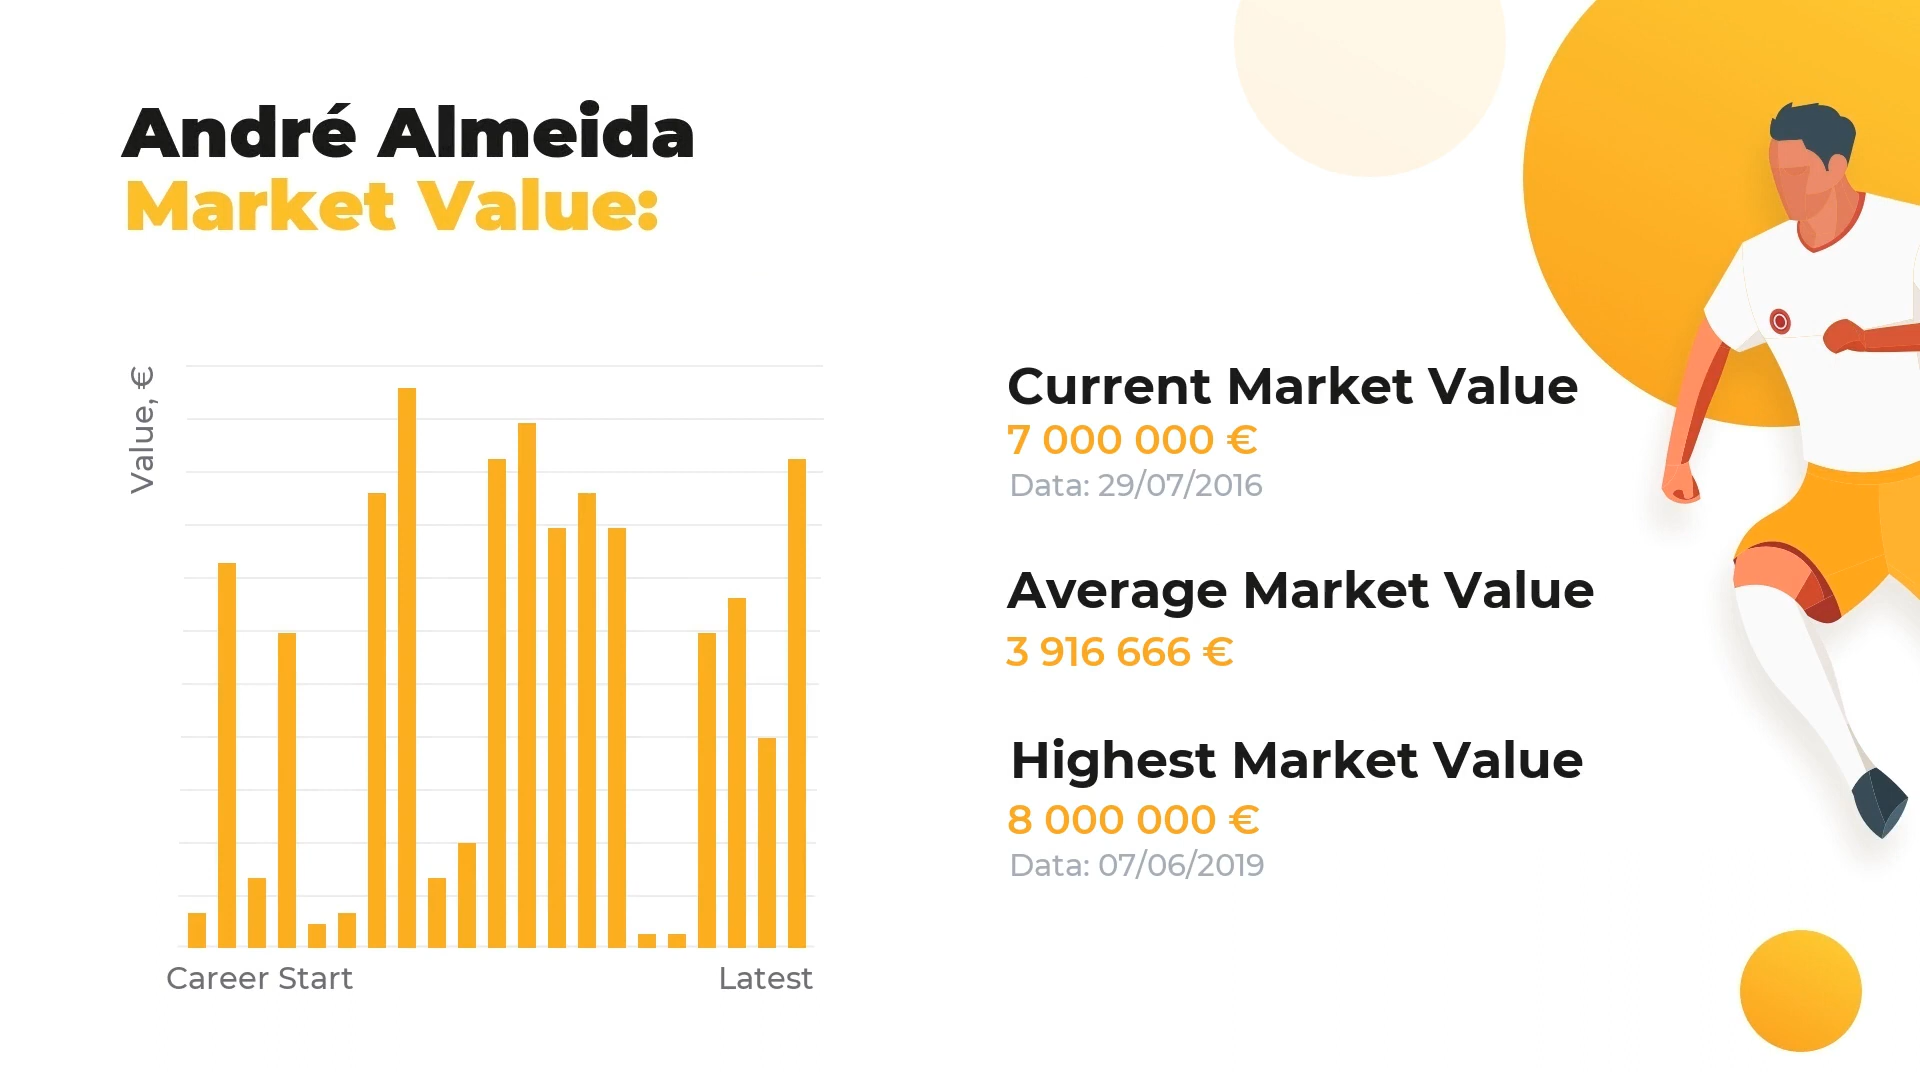 André Almeida
Market Value:
Value, €
Career Start
Latest
Current Market Value
7 000 000 €
Data: 29/07/2016
Average Market Value
3 916 666 €
Highest Market Value
8 000 000 €
Data: 07/06/2019